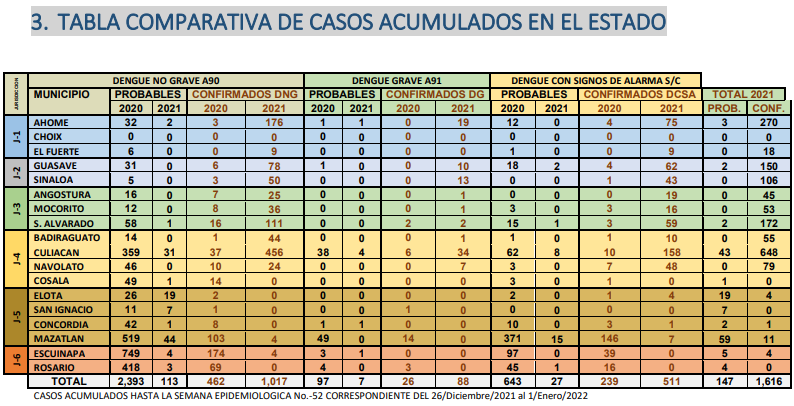 3. TABLA COMPARATIVA DE CASOS ACUMULADOS EN EL ESTADO
DENGUE NO GRAVE A90 DENGUE GRAVE A91 DENGUE CON SIGNOS DE ALARMA S/C
JURISDICCION MUNICIPIO PROBABLES CONFIRMADOS DNG PROBABLES CONFIRMADOS DG PROBABLES CONFIRMADOS DCSA TOTAL 2021
2020 2021 2020 2021 2020 2021 2020 2021 2020 2021 2020 2021 PROB. CONF.
J-1
AHOME 32 2 3 176 1 1 0 19 12 0 4 75 3 270
CHOIX 0 0 0 0 0 0 0 0 0 0 0 0 0 0
EL FUERTE 6 0 0 9 0 0 0 0 0 0 0 9 0 18
J-2
GUASAVE 31 0 6 78 1 0 0 10 18 2 4 62 2 150
SINALOA 5 0 3 50 0 0 0 13 0 0 1 43 0 106
J-3
ANGOSTURA 16 0 7 25 0 0 0 1 0 0 0 19 0 45
MOCORITO 12 0 8 36 0 0 0 1 3 0 3 16 0 53
S. ALVARADO 58 1 16 111 0 0 2 2 15 1 3 59 2 172
J-4
BADIRAGUATO 14 0 1 44 0 0 0 1 1 0 1 10 0 55
CULIACAN 359 31 37 456 38 4 6 34 62 8 10 158 43 648
NAVOLATO 46 0 10 24 0 0 0 7 3 0 7 48 0 79
COSALA 49 1 14 0 0 0 0 0 3 0 0 0 1 0
J-5
ELOTA 26 19 2 0 0 0 0 0 2 0 1 4 19 4
SAN IGNACIO 11 7 1 0 0 0 1 0 0 0 0 0 7 0
CONCORDIA 42 1 8 0 1 1 0 0 10 0 3 1 2 1
MAZATLAN 519 44 103 4 49 0 14 0 371 15 146 7 59 11
J-6
ESCUINAPA 749 4 174 4 3 1 0 0 97 0 39 0 5 4
ROSARIO 418 3 69 0 4 0 3 0 45 1 16 0 4 0
TOTAL 2,393 113 462 1,017 97 7 26 88 643 27 239 511 147 1,616
CASOS ACUMULADOS HASTA LA SEMANA EPIDEMIOLOGICA No.-52 CORRESPONDIENTE DEL 26/Diciembre/2021 al 1/Enero/2022